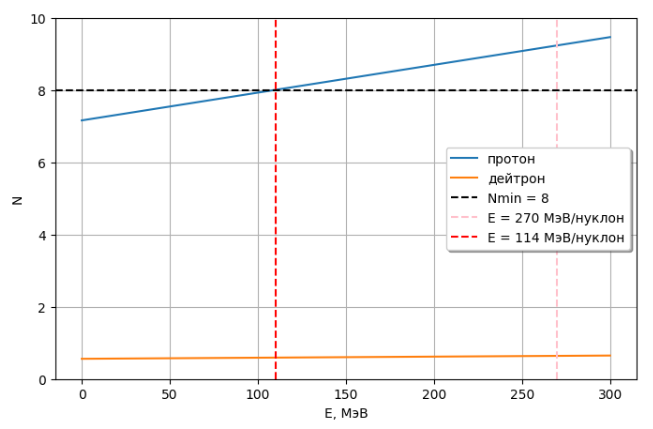 10
8
6
4
2
0
N
протон
дейтрон
Nmin = 8
E = 270 МэВ/нуклон
E = 114 МэВ/нуклон
0 50 100 150 200 250 300
E, МэВ